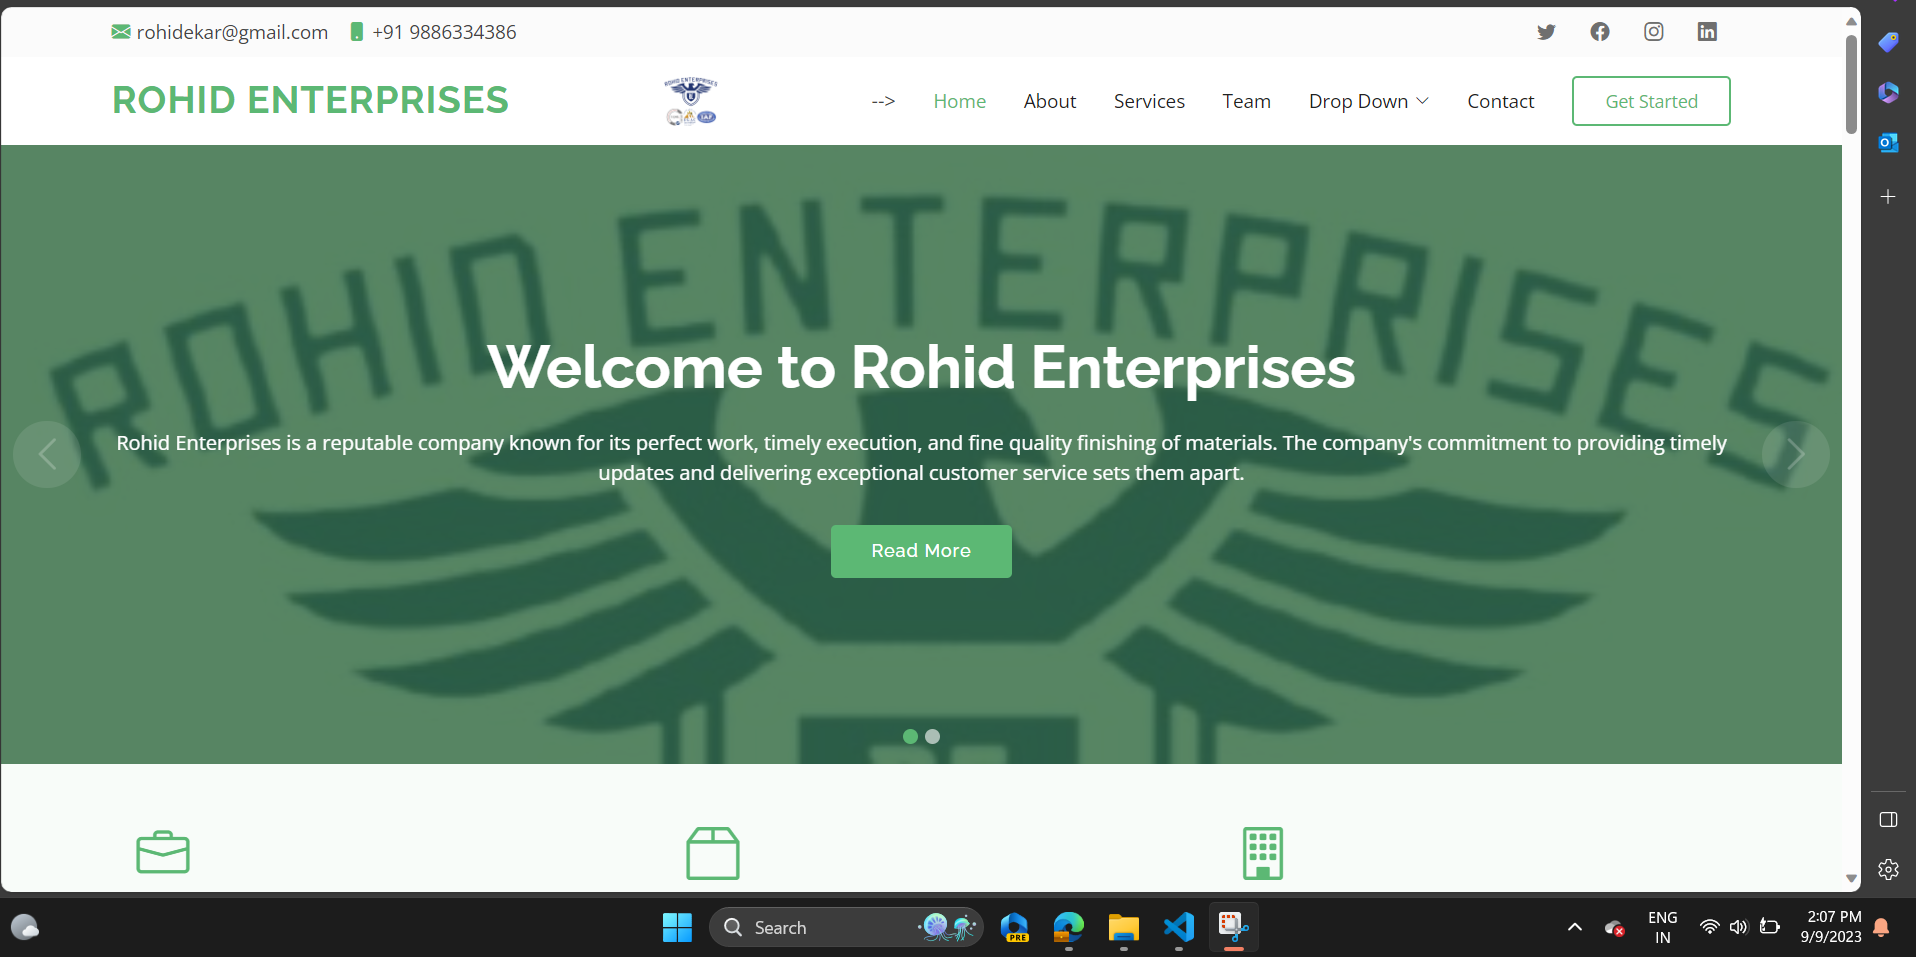 rohidekar@gmail.com +91 9886334386
ROHID ENTERPRISES
ROHID ENTERPRISES
--> Home About Services Team Drop Down Contact Get Started
ROHID ENTERPRISES
Welcome to Rohid Enterprises
Rohid Enterprises is a reputable company known for its perfect work, timely execution, and fine quality finishing of materials. The company's commitment to providing timely
updates and delivering exceptional customer service sets them apart.
Read More
Search
PRE
ENG
IN
2:07 PM
9/9/2023